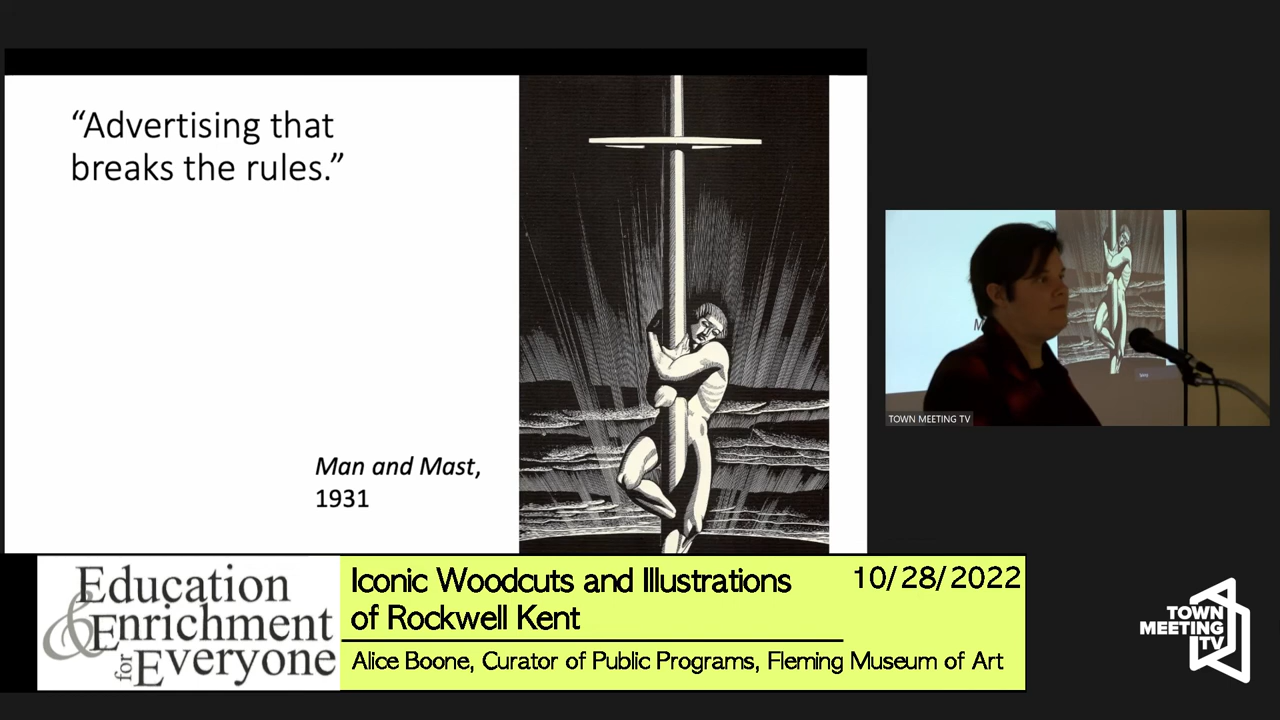 “Advertising that
breaks the rules.”
Man and Mast,
1931
M
TOWN MEETING TV
Education
& Enrichment
for Everyone
Iconic Woodcuts and Illustrations
of Rockwell Kent
10/28/2022
Alice Boone, Curator of Public Programs, Fleming Museum of Art
TOWN
MEETING
TV